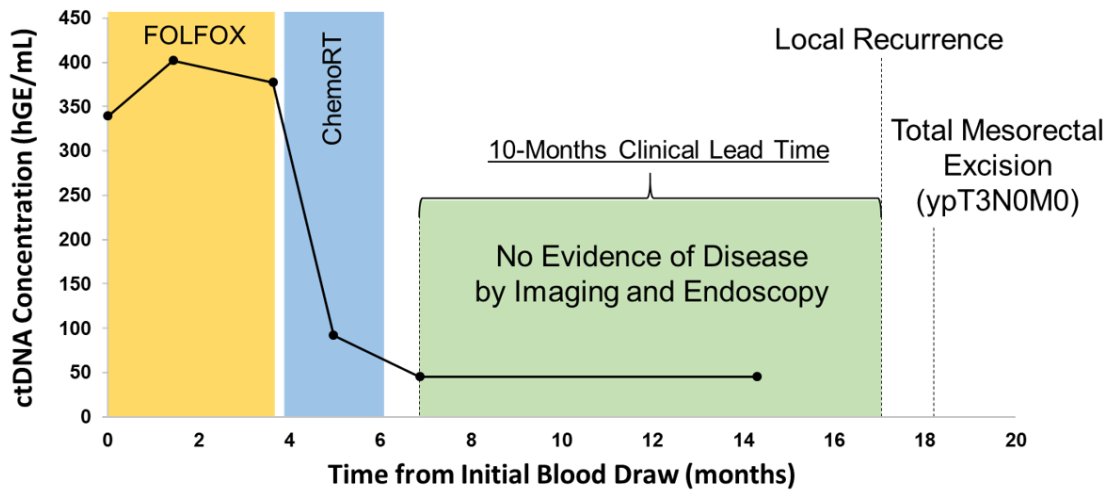 ctDNA Concentration (hGE/mL)
450
400
350
300
250
200
150
100
50
0
FOLFOX
ChemoRT
10-Months Clinical Lead Time
No Evidence of Disease
by Imaging and Endoscopy
Local Recurrence
Total Mesorectal
Excision
(ypT3N0M0)
0 2 4 6 8 10 12 14 16 18 20
Time from Initial Blood Draw (months)